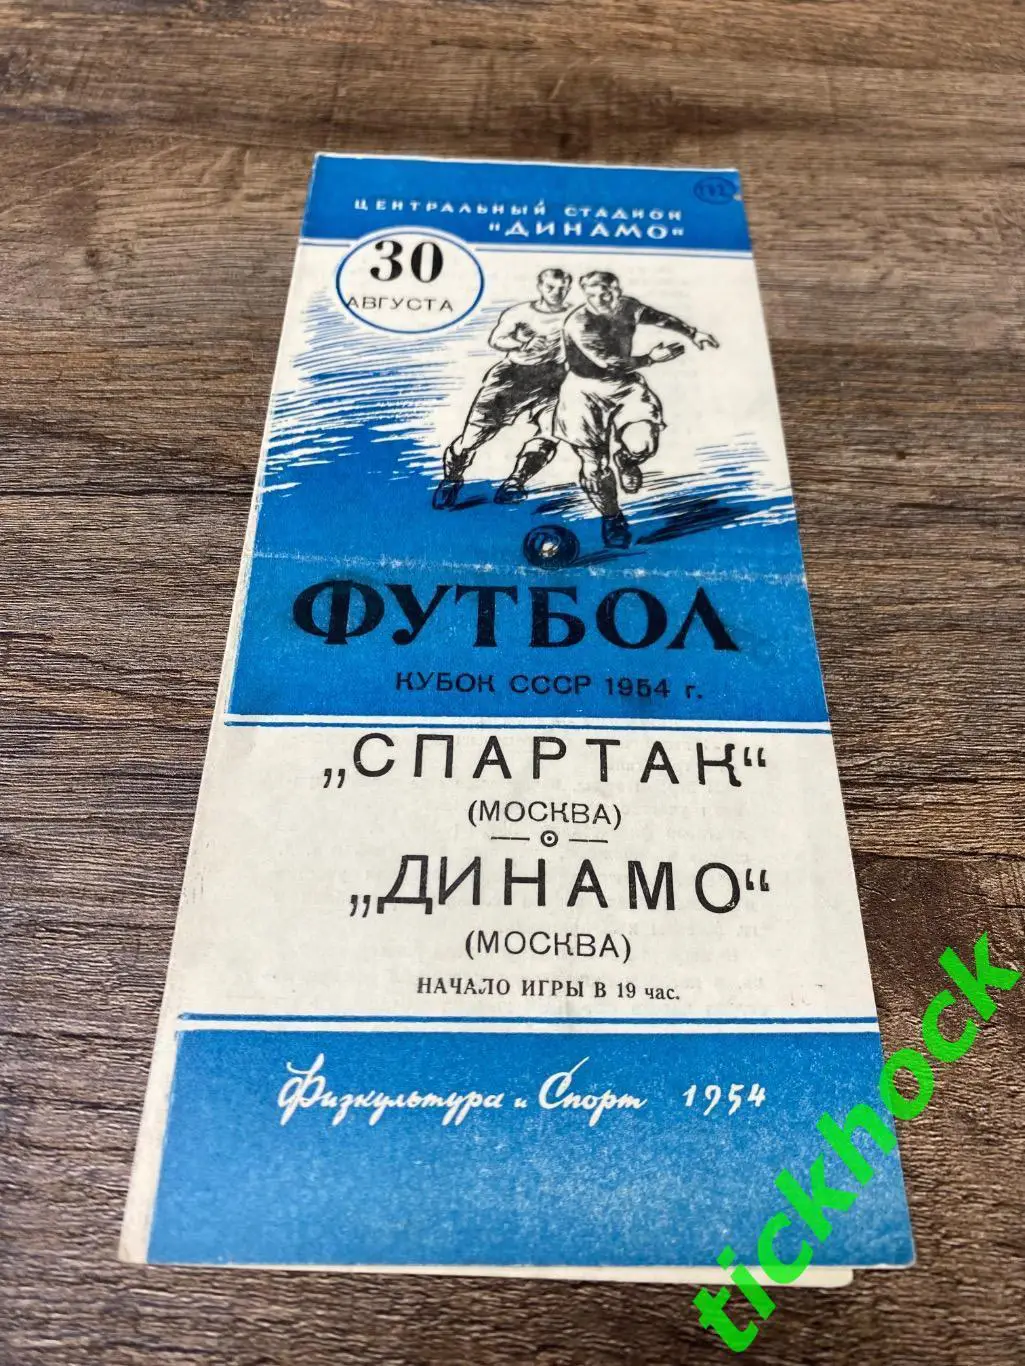 ЦЕНТРАЛЬНЫЙ СТАДИОН
"ДИНАМО"
30
АВГУСТА
ФУТБОЛ
КУБОК СССР 1954 г.
„СПАРТАК“
(МОСКВА)
„ДИНАМО“
(МОСКВА)
НАЧАЛО ИГРЫ В 19 час.
Физкультура и Спорт 1954
tickhock